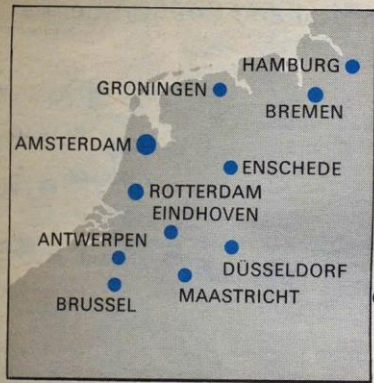 HAMBURG
GRONINGEN
BREMEN
AMSTERDAM
ENSCHEDE
ROTTERDAM
EINDHOVEN
ANTWERPEN
DÜSSELDORF
BRUSSEL
MAASTRICHT